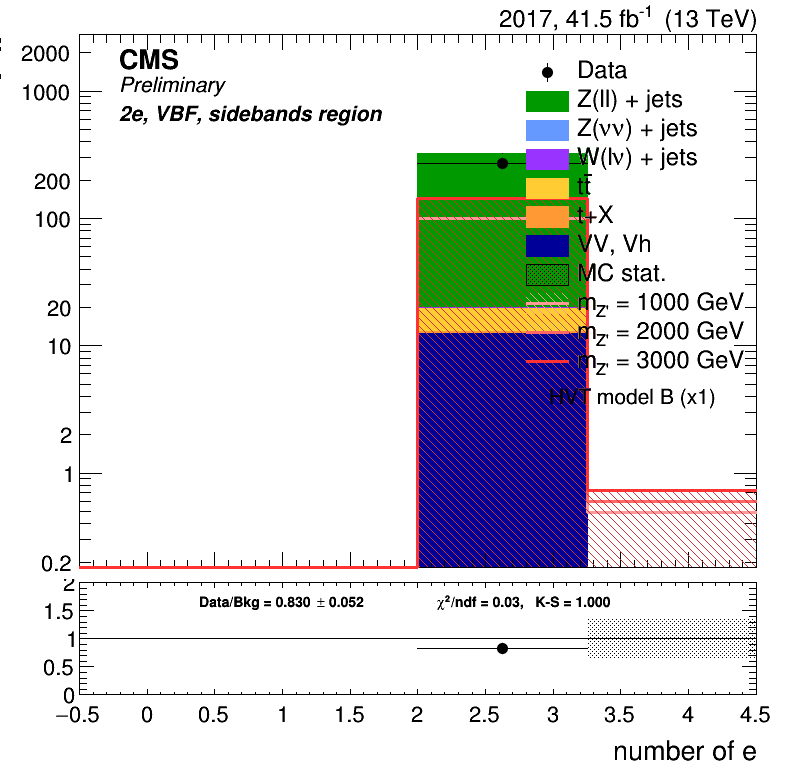 2017, 41.5 fb⁻¹ (13 TeV)
CMS
Preliminary
2e, VBF, sidebands region
Data
Z(ll) + jets
Z(νν) + jets
W(lν) + jets
tt̅
t+X
VV, Vh
MC stat.
m_Z' = 1000 GeV
m_Z' = 2000 GeV
m_Z' = 3000 GeV
HVT model B (x1)
2000
1000
200
100
20
10
2
1
0.2
Data/Bkg = 0.830 ± 0.052
χ²/ndf = 0.03, K-S = 1.000
2
1.5
1
0.5
0
−0.5 0 0.5 1 1.5 2 2.5 3 3.5 4 4.5
number of e